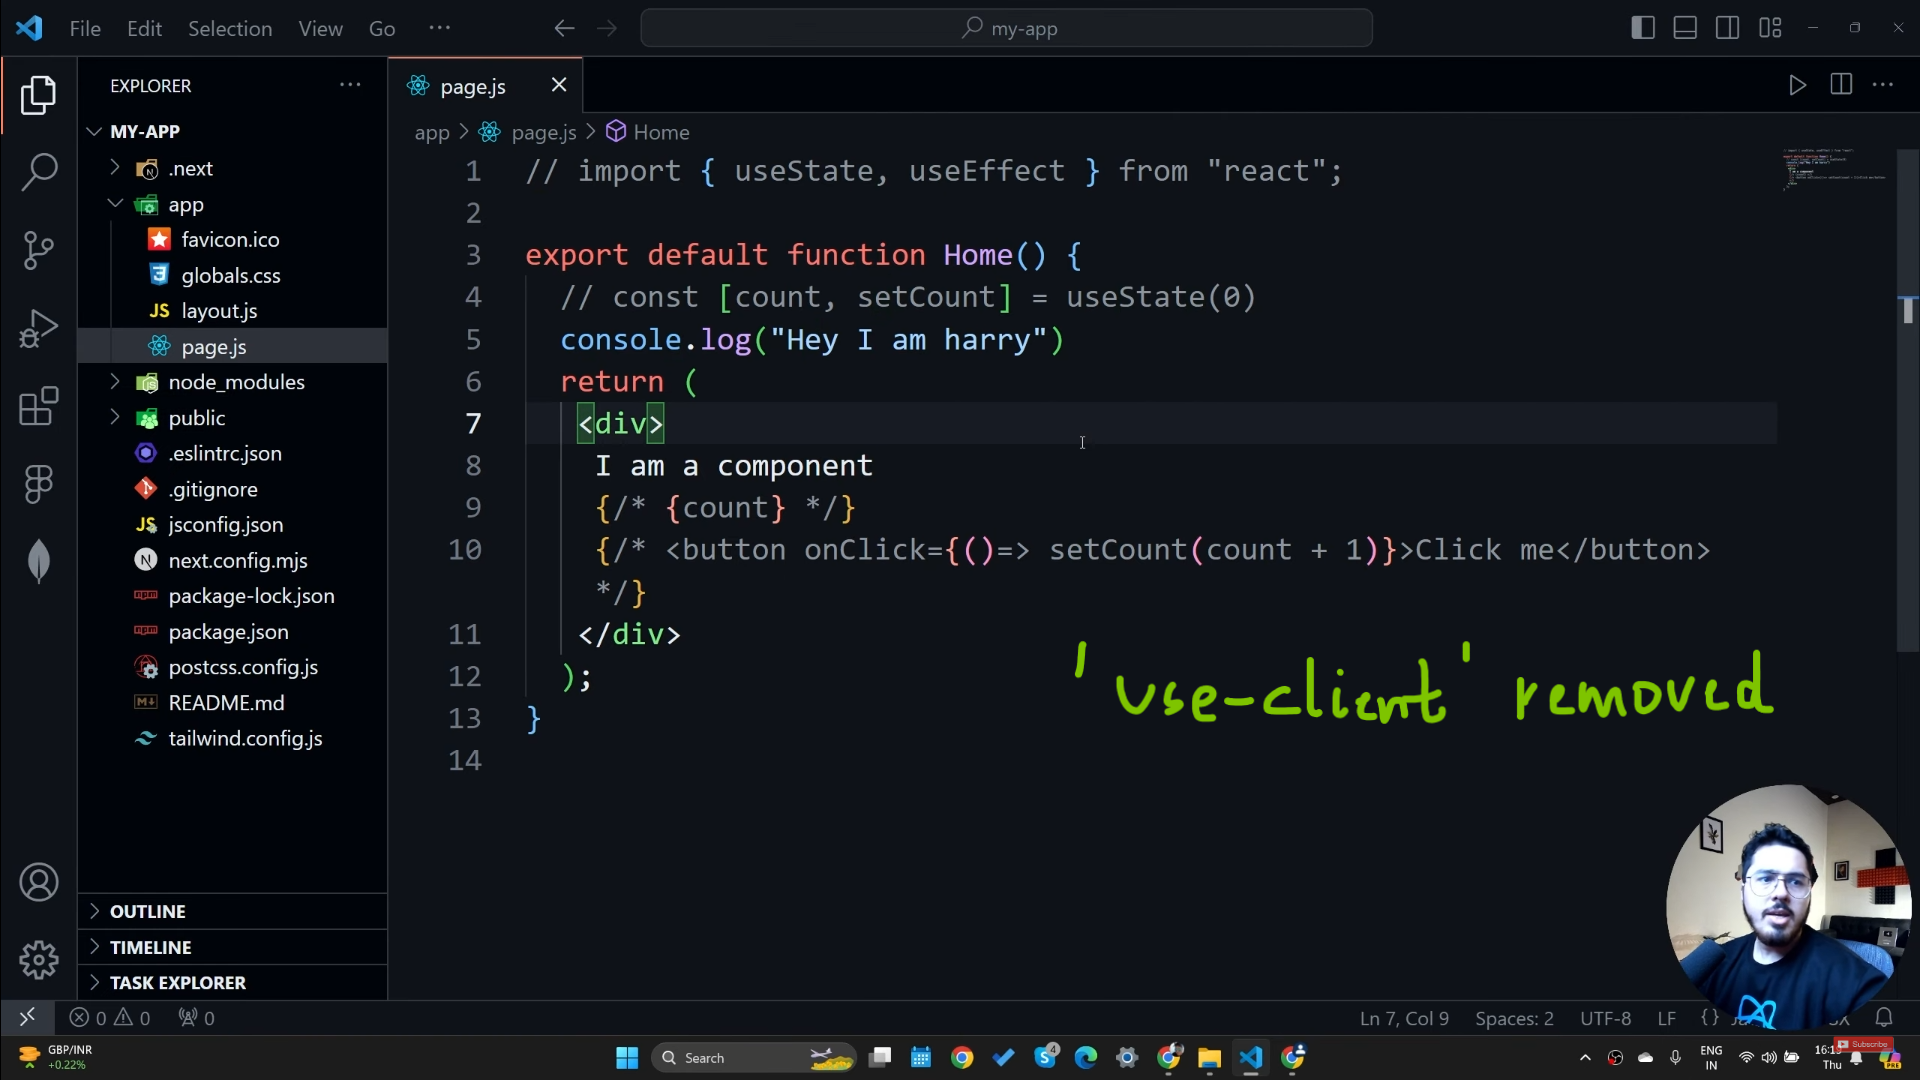 File Edit Selection View Go ··· my-app
EXPLORER ···
MY-APP
.next
app
favicon.ico
globals.css
layout.js
page.js
node_modules
public
.eslintrc.json
.gitignore
jsconfig.json
next.config.mjs
package-lock.json
package.json
postcss.config.js
README.md
tailwind.config.js
OUTLINE
TIMELINE
TASK EXPLORER
page.js
app > page.js > Home
1 // import { useState, useEffect } from "react";
2
3 export default function Home() {
4 // const [count, setCount] = useState(0)
5 console.log("Hey I am harry")
6 return (
7 <div>
8 I am a component
9 {/* {count} */}
10 {/* <button onClick={()=> setCount(count + 1)}>Click me</button>
*/}
11 </div>
12 );
13 }
14
'use-client' removed
0 0 0 Ln 7, Col 9 Spaces: 2 UTF-8 LF {}
GBP/INR
+0.22%
Search
4
ENG
IN
Thu
Subscribe
PRE